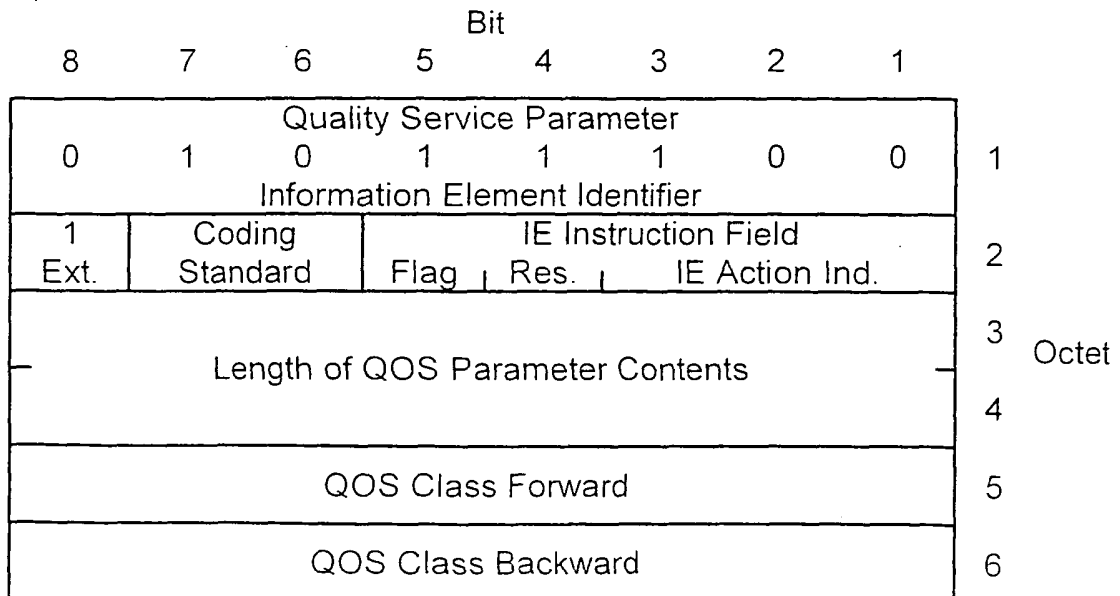 Bit
8 7 6 5 4 3 2 1
Quality Service Parameter
0 1 0 1 1 1 0 0 1
Information Element Identifier
1 Coding IE Instruction Field
Ext. Standard Flag Res. IE Action Ind. 2
3
Length of QOS Parameter Contents Octet
4
QOS Class Forward 5
QOS Class Backward 6